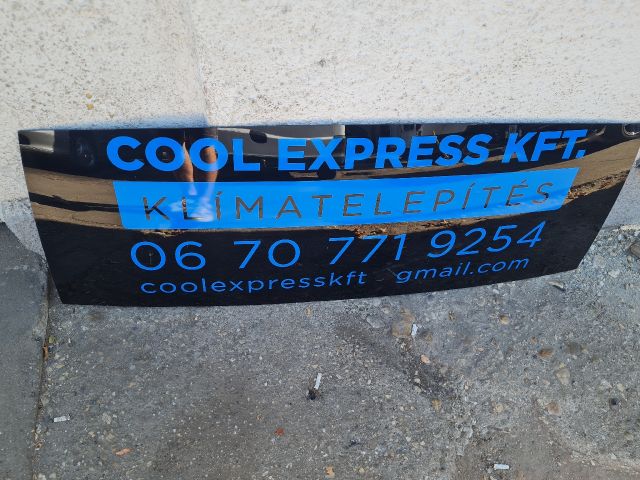 COOL EXPRESS KFT.
KLÍMATELEPÍTÉS
06 70 771 9254
coolexpresskft gmail.com